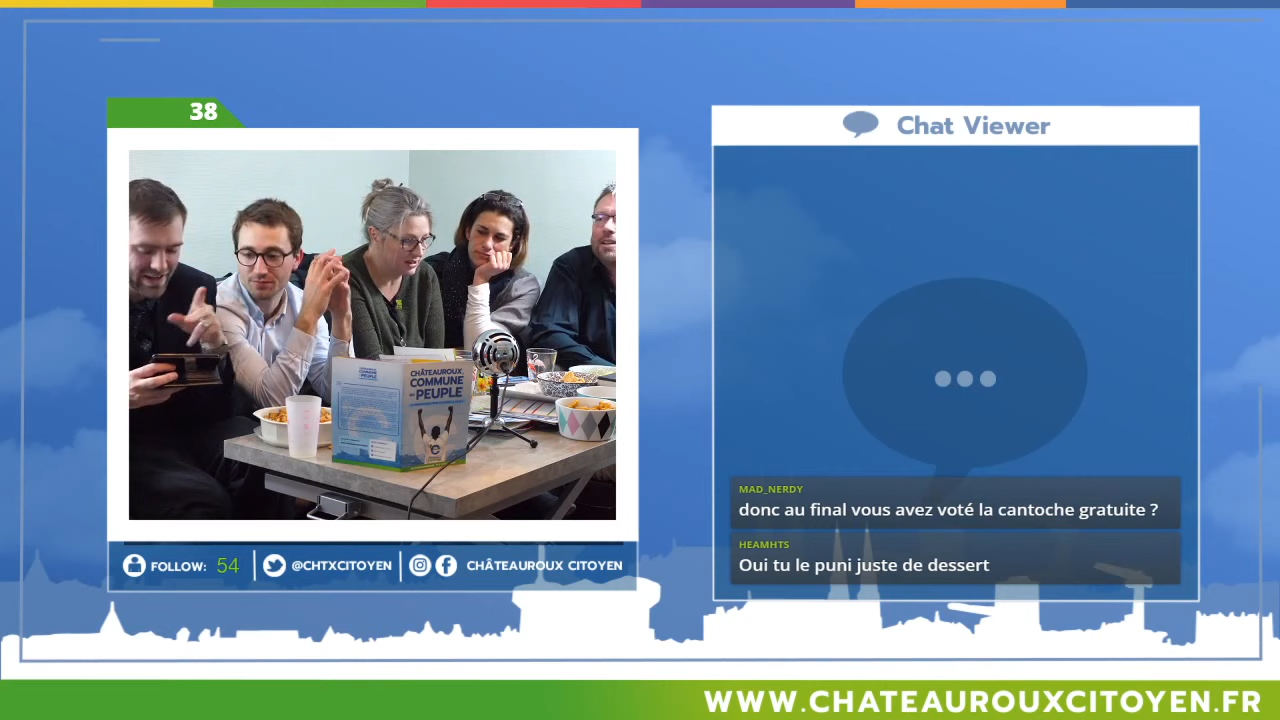 38
Chat Viewer
CHÂTEAUROUX,
COMMUNE
DU PEUPLE
MAD_NERDY
donc au final vous avez voté la cantoche gratuite ?
HEAMHTS
Oui tu le puni juste de dessert
FOLLOW: 54
@CHTXCITOYEN
CHÂTEAUROUX CITOYEN
WWW.CHATEAUROUXCITOYEN.FR